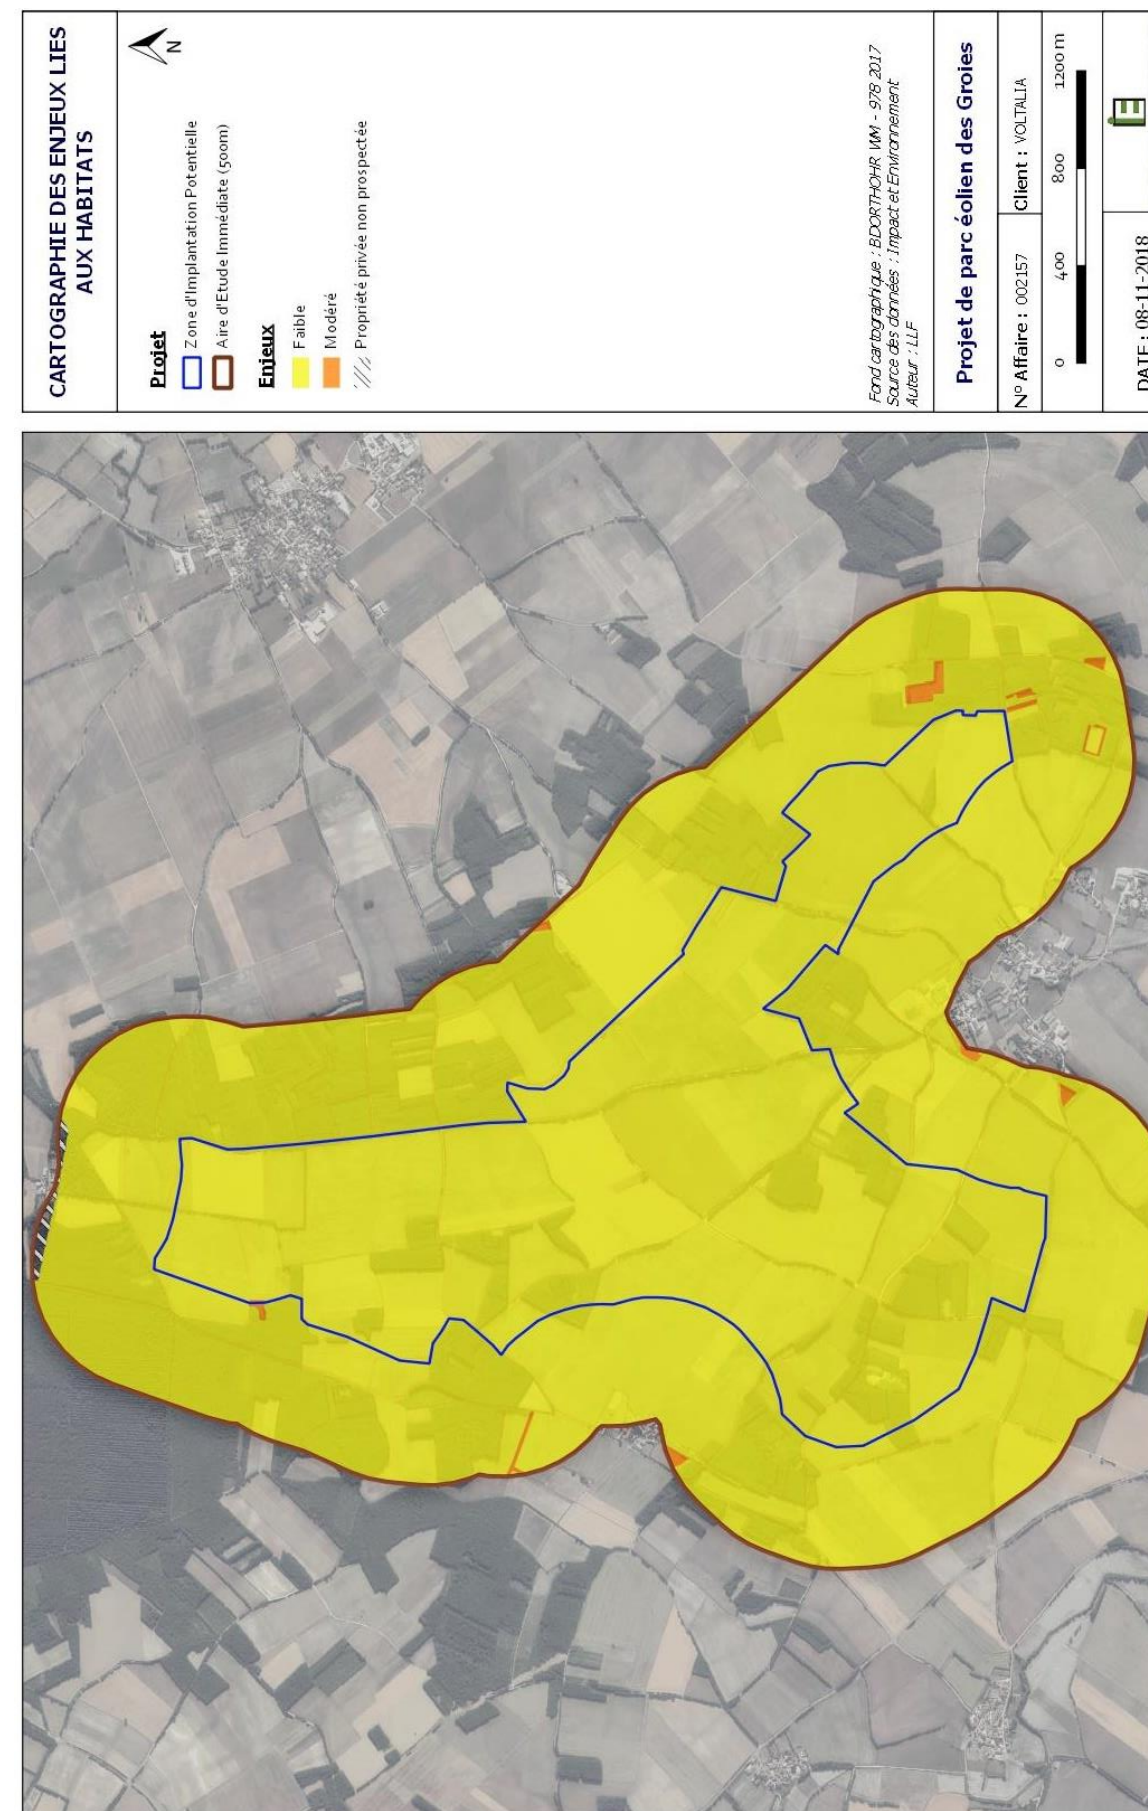 CARTOGRAPHIE DES ENJEUX LIES
AUX HABITATS
N
Projet
Zone d'Implantation Potentielle
Aire d'Etude Immédiate (500m)
Enjeux
Faible
Modéré
Propriété privée non prospectée
Fond cartographique : BDORTHOHR WM - 978 2017
Source des données : Impact et Environnement
Auteur : LLF
Projet de parc éolien des Groies
N° Affaire : 002157
Client : VOLTALIA
0 400 800 1200 m
DATE : 08-11-2018